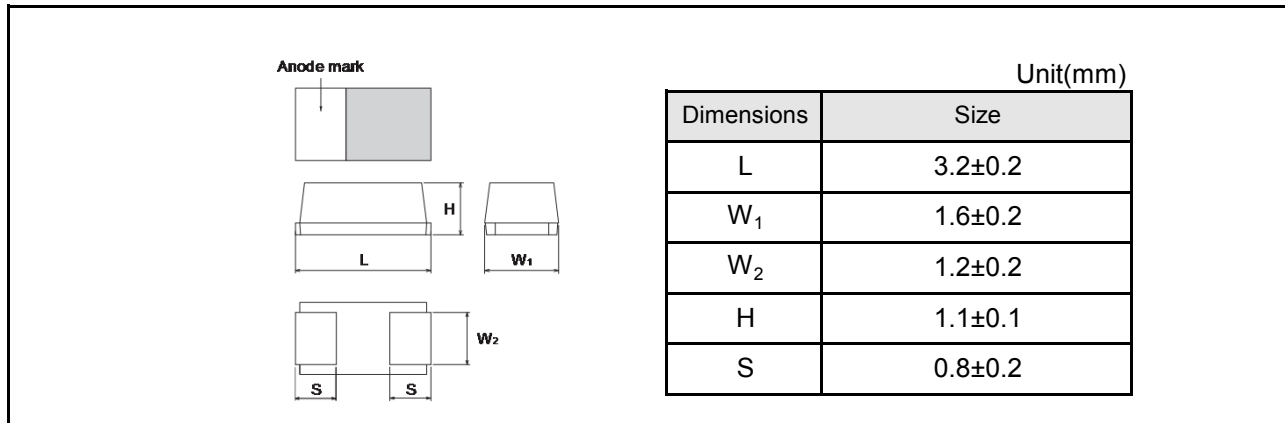 Anode mark
H
L
W₁
W₂
S S
Unit(mm)
Dimensions Size
L 3.2±0.2
W₁ 1.6±0.2
W₂ 1.2±0.2
H 1.1±0.1
S 0.8±0.2